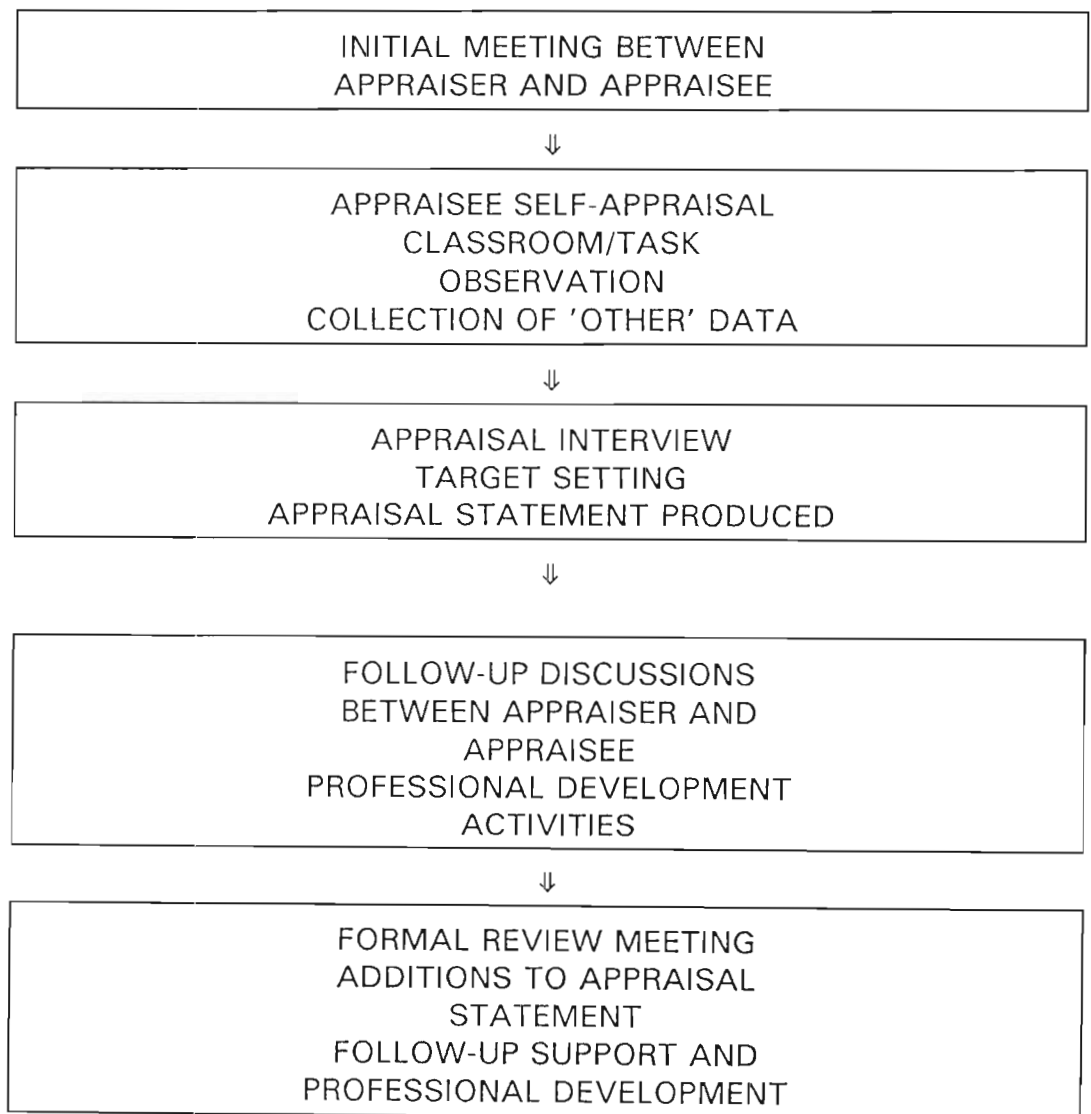 INITIAL MEETING BETWEEN
APPRAISER AND APPRAISEE
⇓
APPRAISEE SELF-APPRAISAL
CLASSROOM/TASK
OBSERVATION
COLLECTION OF 'OTHER' DATA
⇓
APPRAISAL INTERVIEW
TARGET SETTING
APPRAISAL STATEMENT PRODUCED
⇓
FOLLOW-UP DISCUSSIONS
BETWEEN APPRAISER AND
APPRAISEE
PROFESSIONAL DEVELOPMENT
ACTIVITIES
⇓
FORMAL REVIEW MEETING
ADDITIONS TO APPRAISAL
STATEMENT
FOLLOW-UP SUPPORT AND
PROFESSIONAL DEVELOPMENT